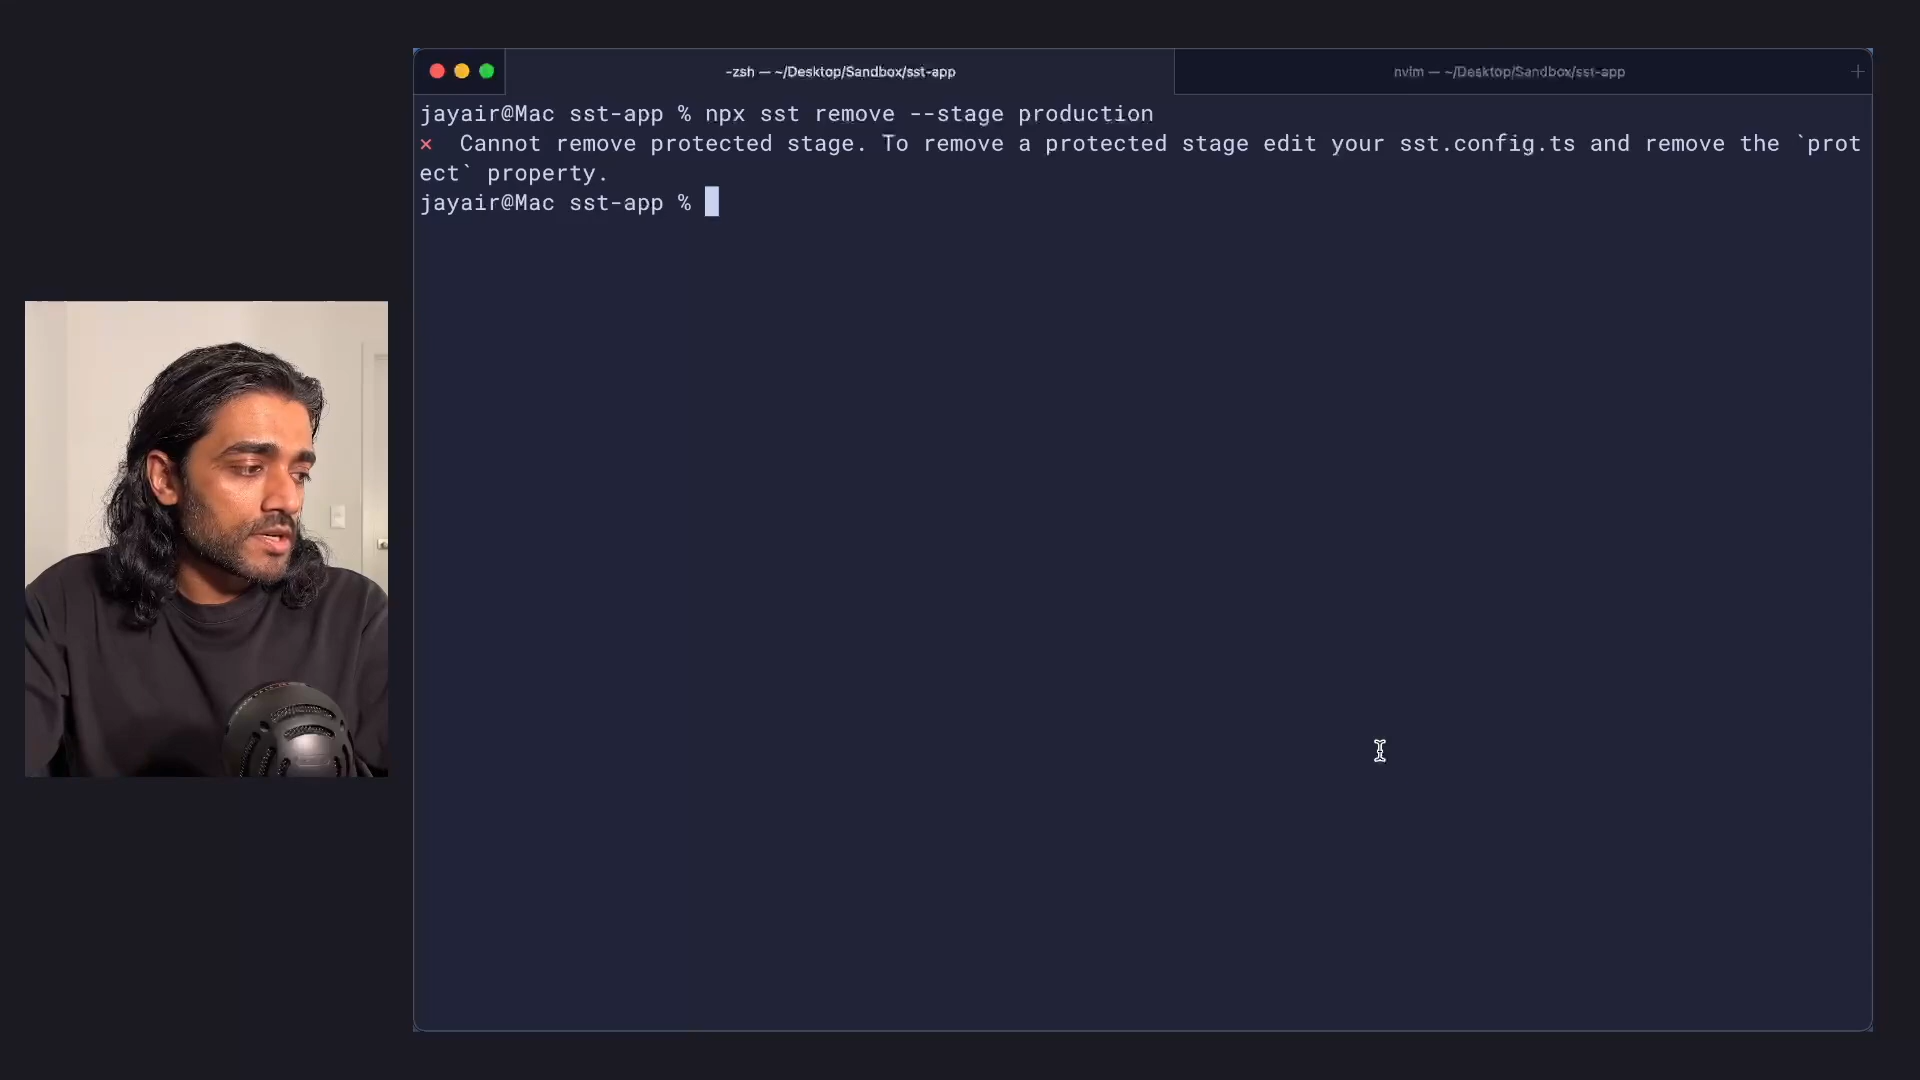 -zsh — ~/Desktop/Sandbox/sst-app
nvim — ~/Desktop/Sandbox/sst-app
jayair@Mac sst-app % npx sst remove --stage production
× Cannot remove protected stage. To remove a protected stage edit your sst.config.ts and remove the `prot
ect` property.
jayair@Mac sst-app %